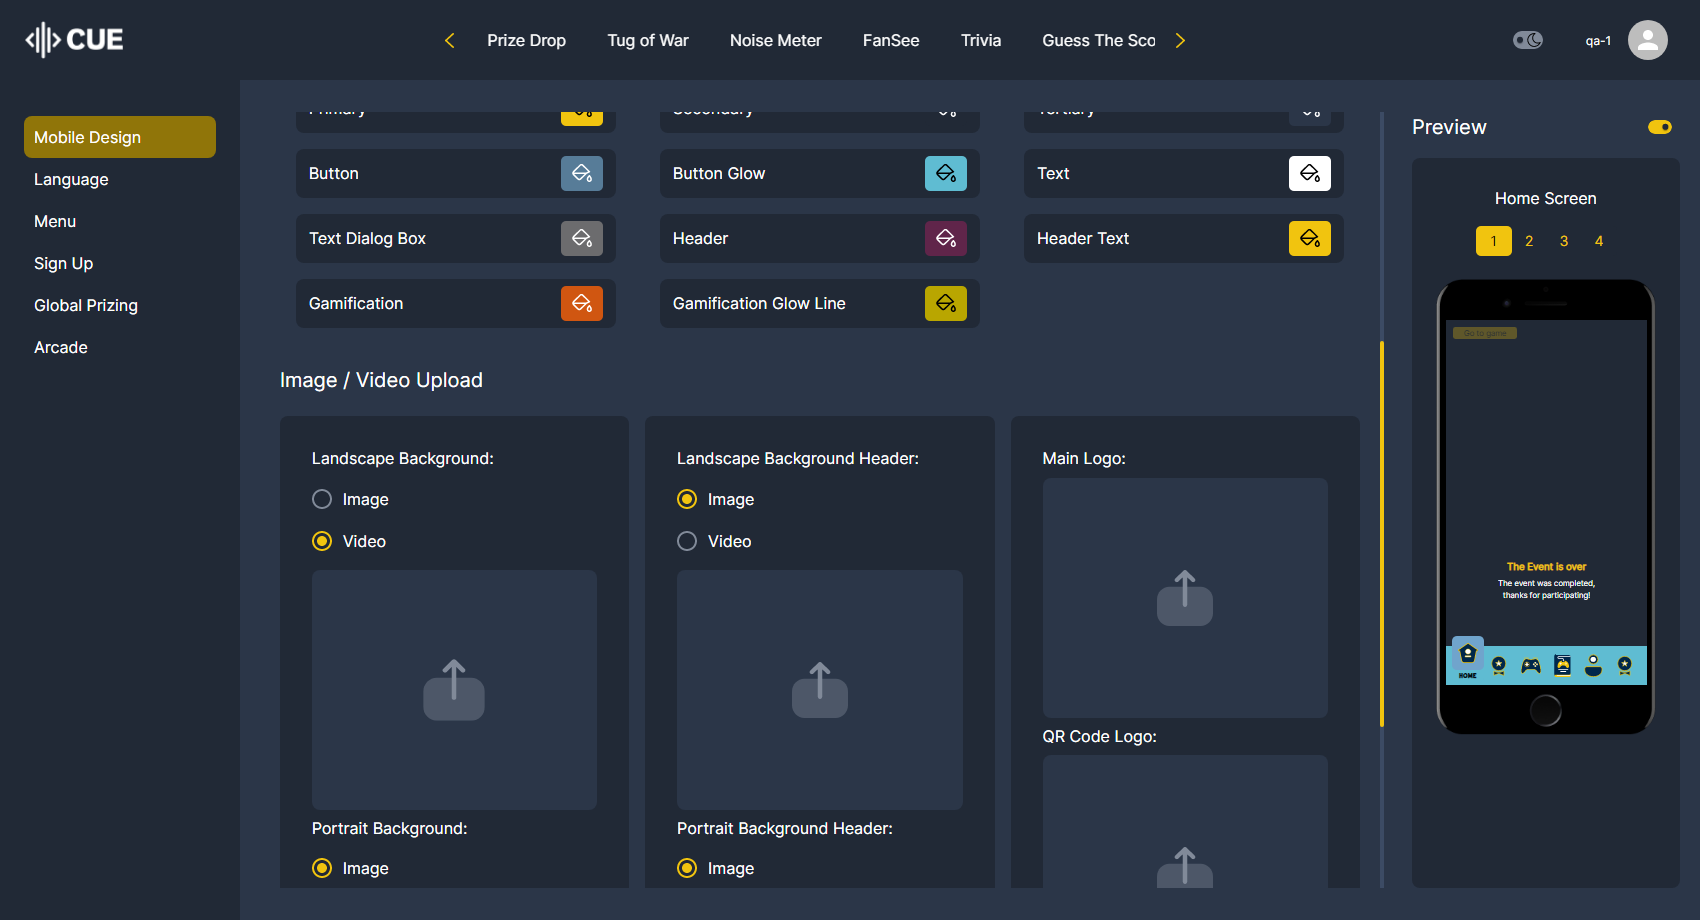 CUE
Prize Drop
Tug of War
Noise Meter
FanSee
Trivia
Guess The Sco
qa-1
Mobile Design
Language
Menu
Sign Up
Global Prizing
Arcade
Primary
Secondary
Tertiary
Button
Button Glow
Text
Text Dialog Box
Header
Header Text
Gamification
Gamification Glow Line
Image / Video Upload
Landscape Background:
Image
Video
Portrait Background:
Image
Landscape Background Header:
Image
Video
Portrait Background Header:
Image
Main Logo:
QR Code Logo:
Preview
Home Screen
1 2 3 4
Go to game
The Event is over
The event was completed,
thanks for participating!
HOME